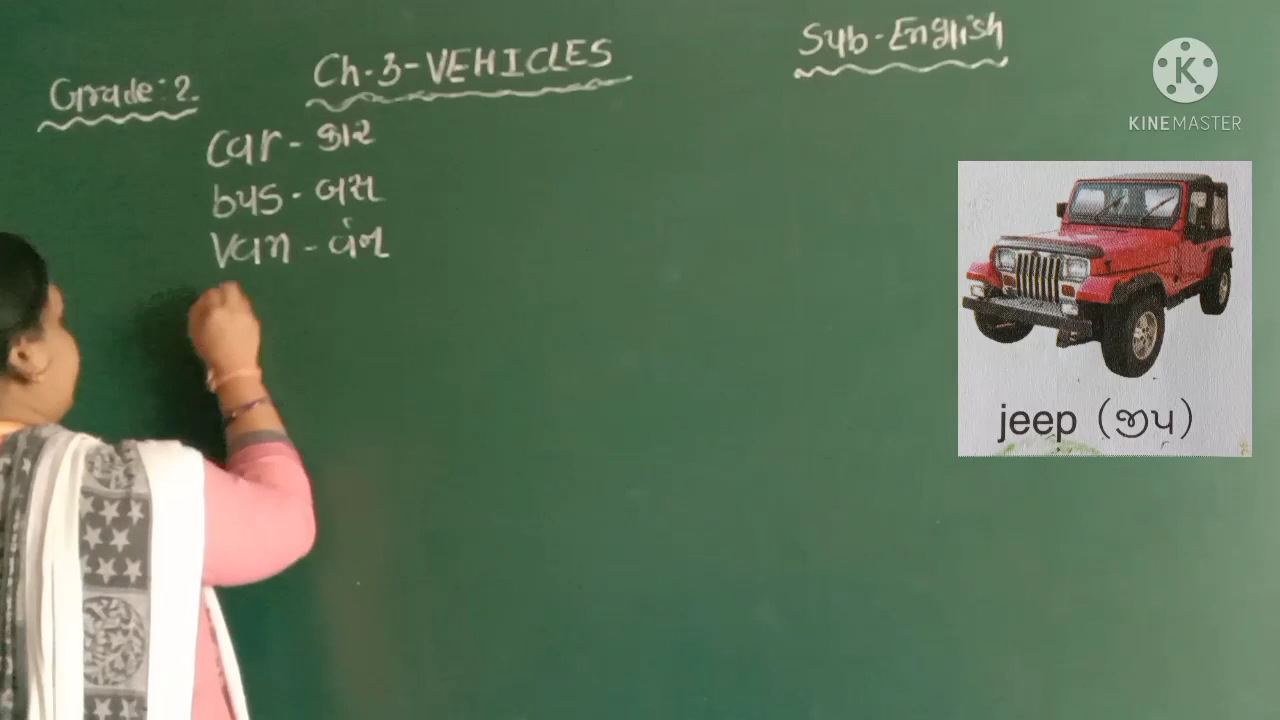 Grade: 2.
Ch-3-VEHICLES
Sub-English
Car - કાર
bus - બસ
Van - વેન
KINEMASTER
jeep (જીપ)